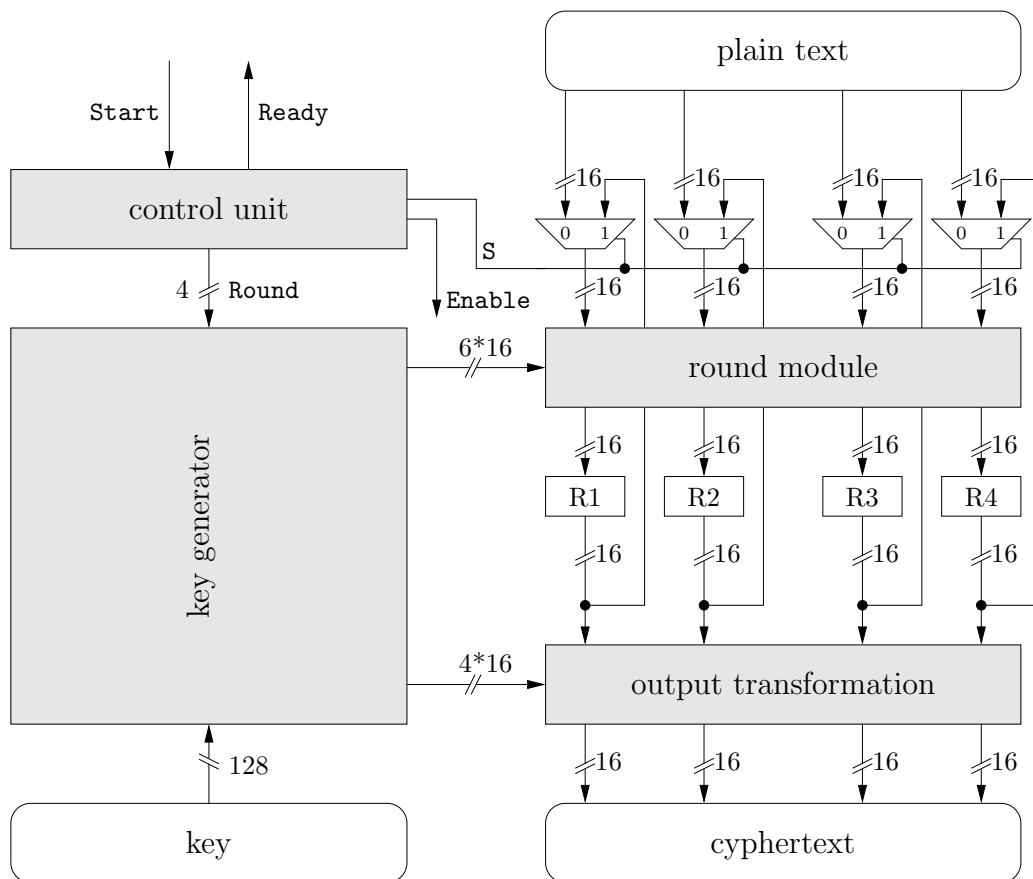 plain text
Start
Ready
16 16 16 16
control unit
0 1 0 1 0 1 0 1
S
4 Round
Enable
16 16 16 16
6*16
round module
key generator
16 16 16 16
R1 R2 R3 R4
16 16 16 16
4*16
output transformation
128
16 16 16 16
key
cyphertext